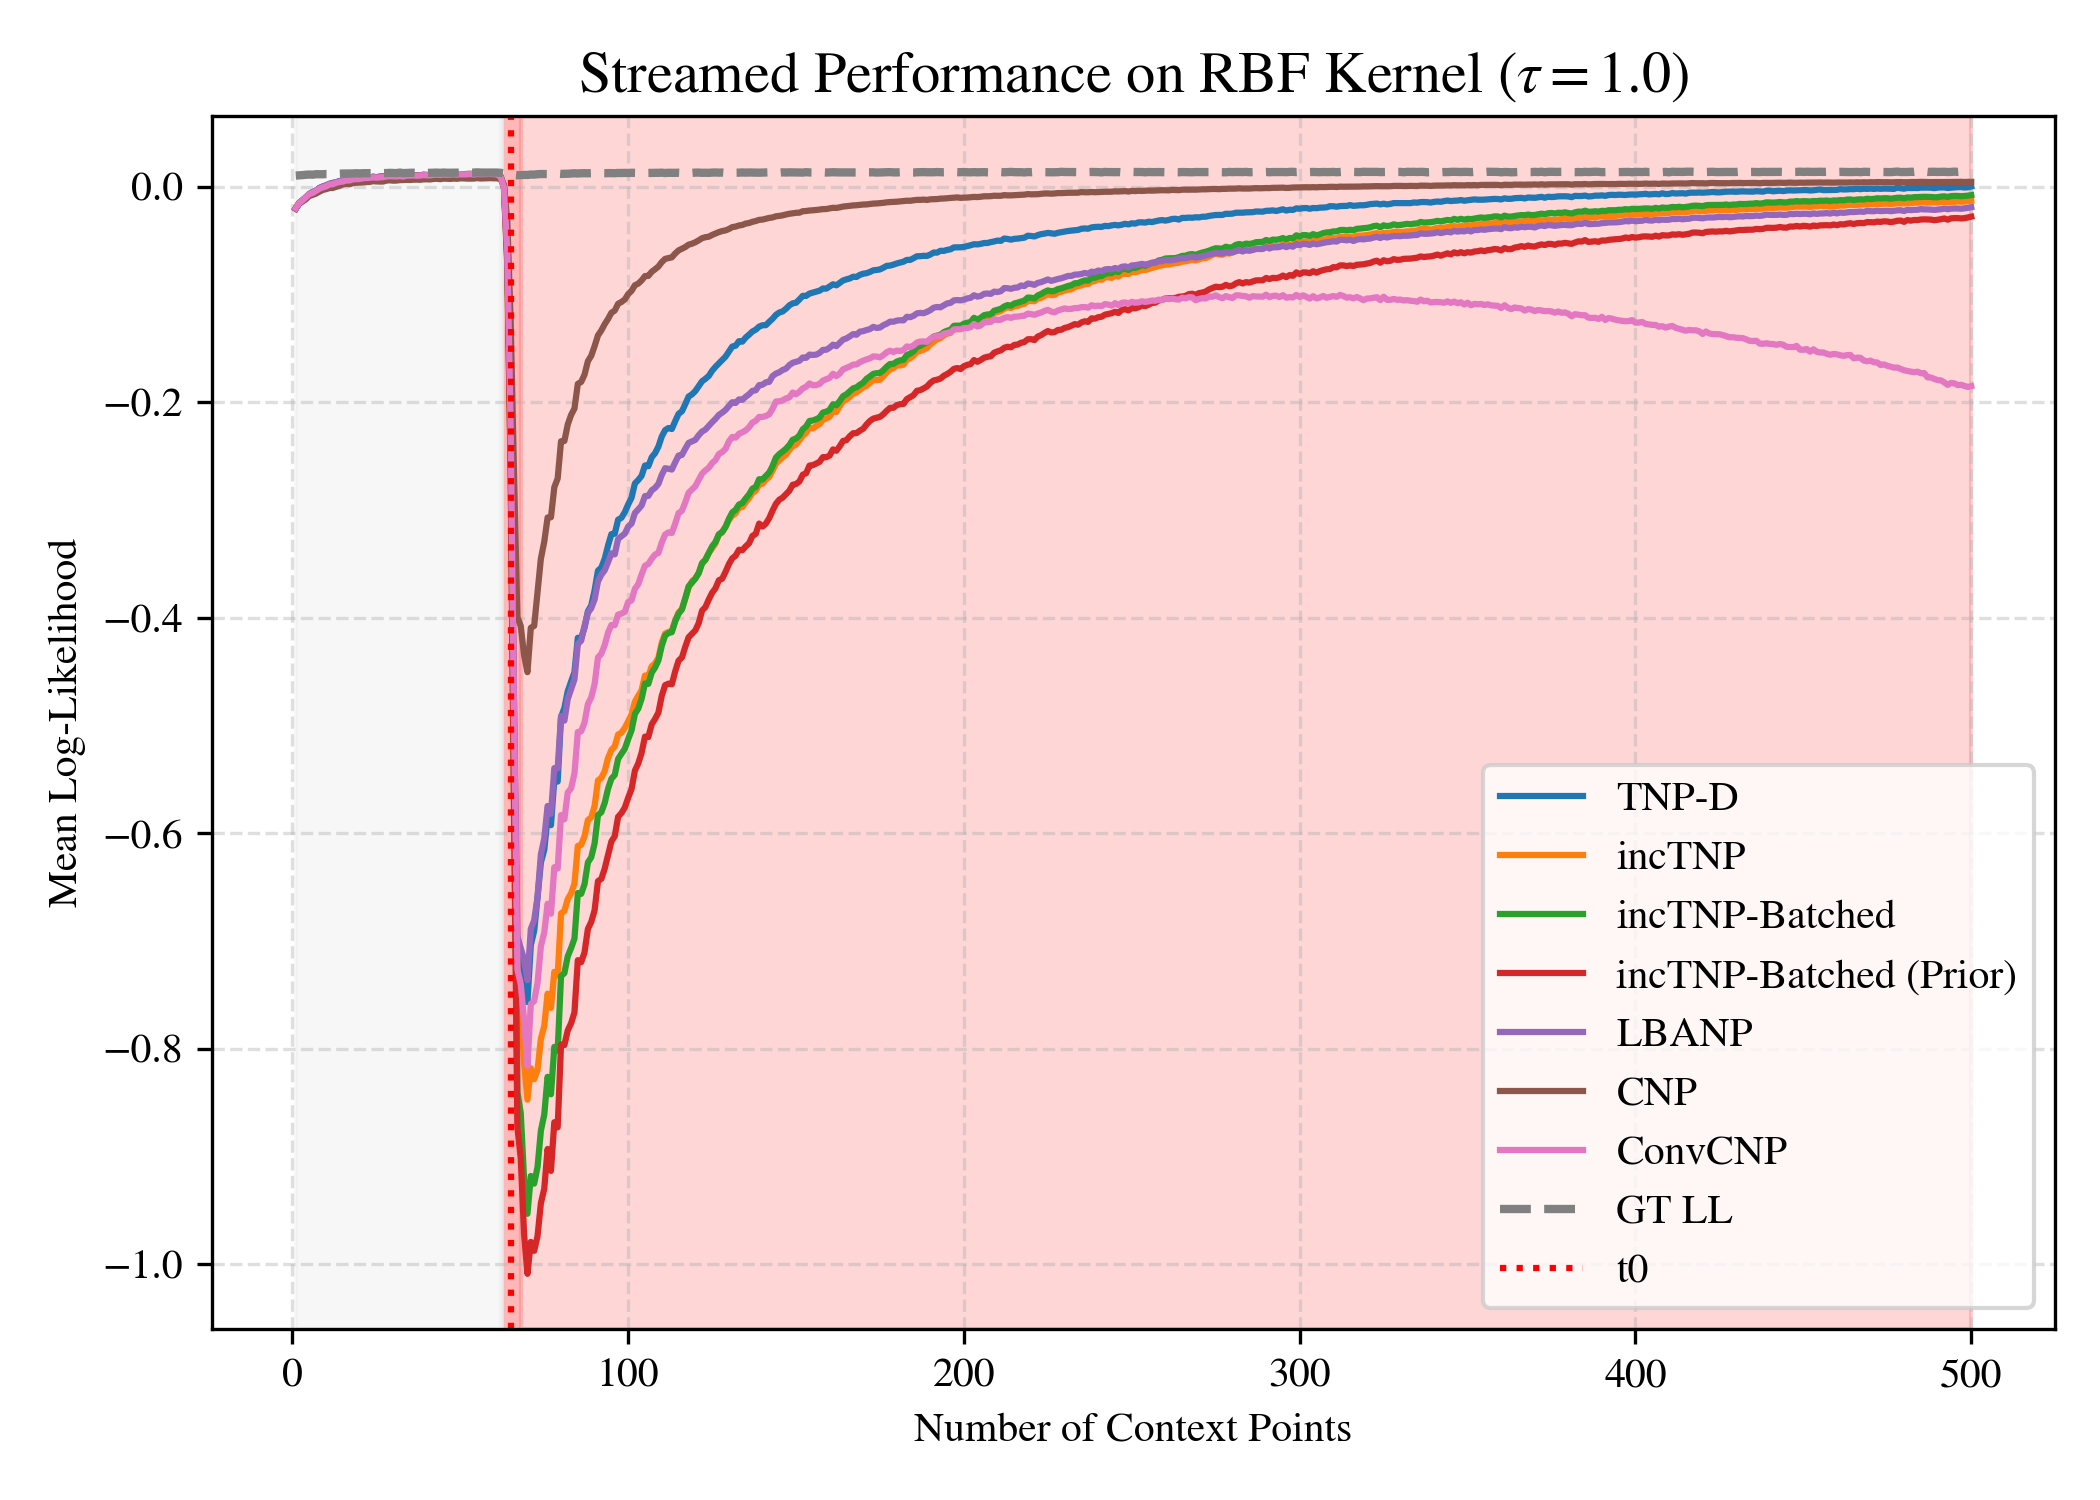 Streamed Performance on RBF Kernel (τ = 1.0)
Mean Log-Likelihood
0.0
−0.2
−0.4
−0.6
−0.8
−1.0
TNP-D
incTNP
incTNP-Batched
incTNP-Batched (Prior)
LBANP
CNP
ConvCNP
GT LL
t0
0 100 200 300 400 500
Number of Context Points